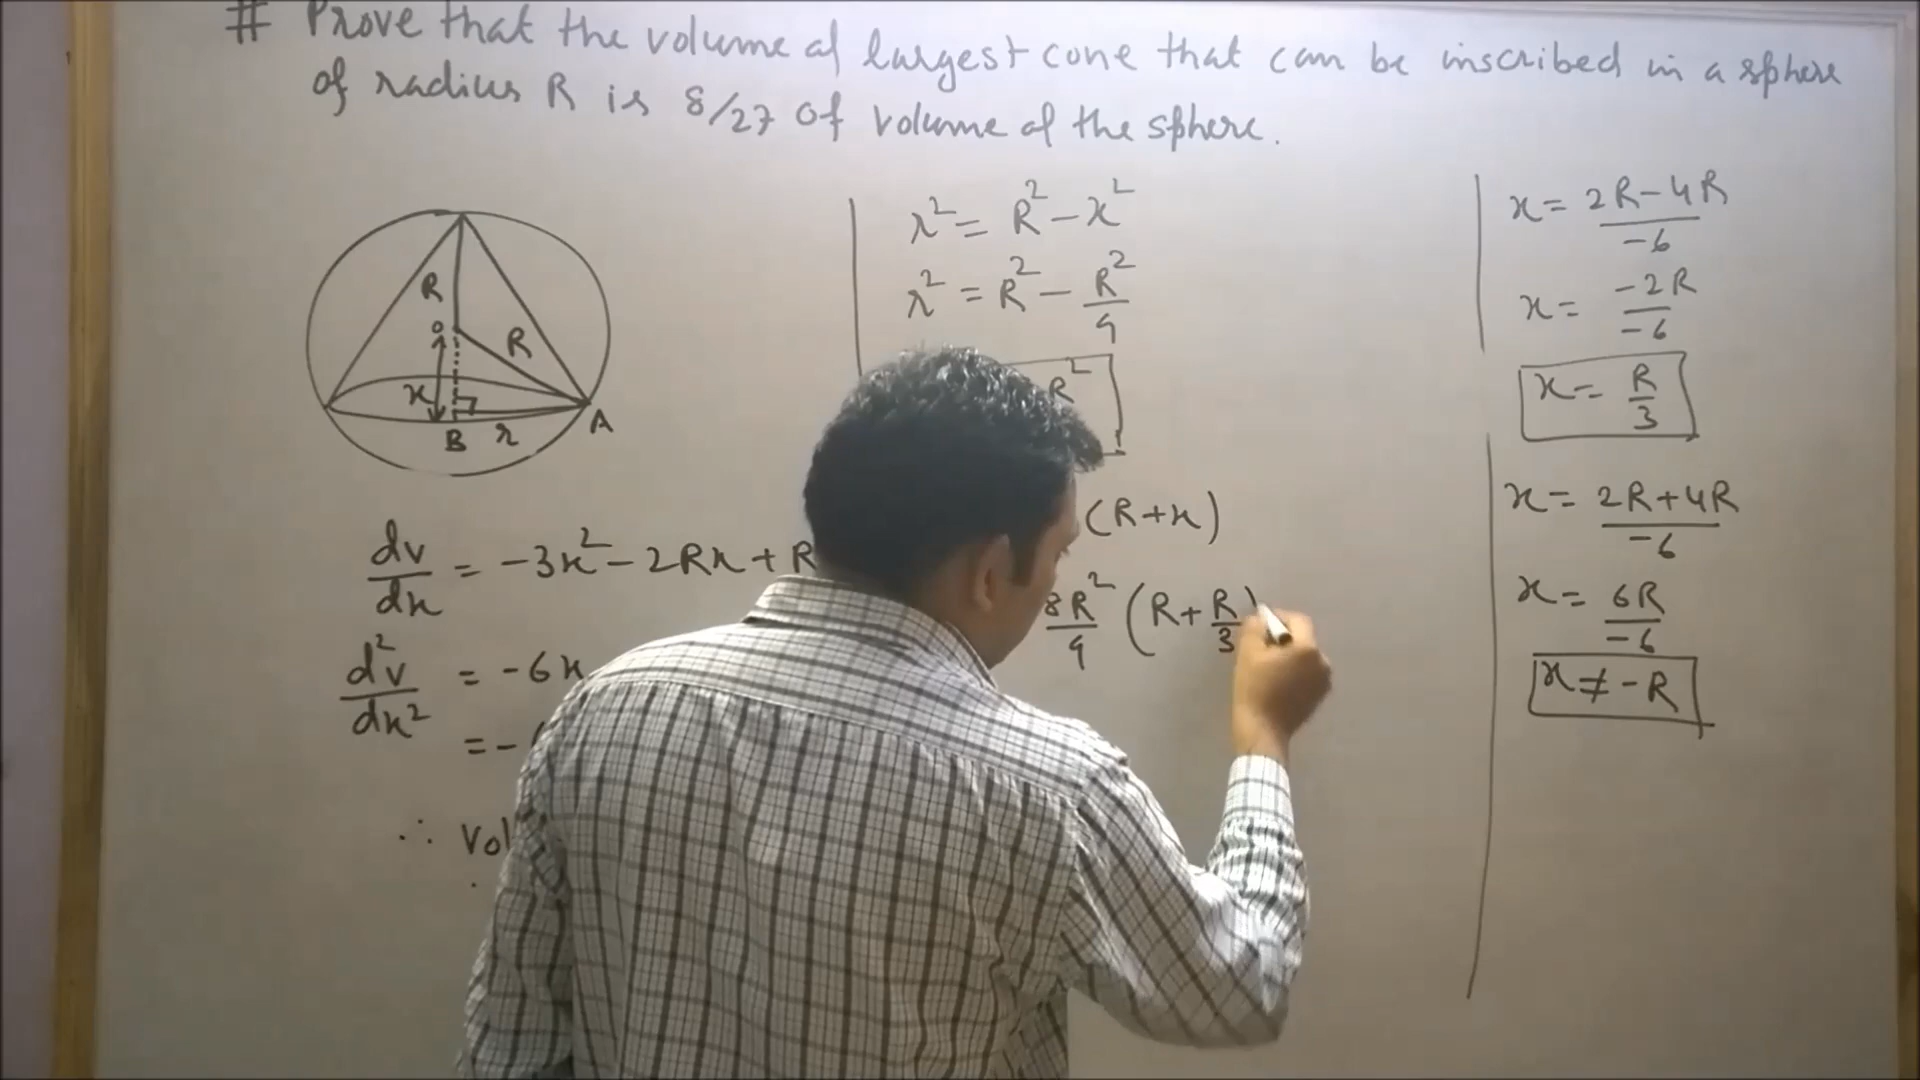 # Prove that the volume of largest cone that can be inscribed in a sphere
of radius R is 8/27 of volume of the sphere.
R
O
R
x
B
r
A
dv/dx = -3x² - 2Rx + R
d²v/dx² = -6x
= -
∴ Vol
r² = R² - x²
r² = R² - R²/9
R²
(R+x)
8R²/9 (R + R/3)
x = 2R-4R/-6
x = -2R/-6
x = R/3
x = 2R+4R/-6
x = 6R/-6
x ≠ -R